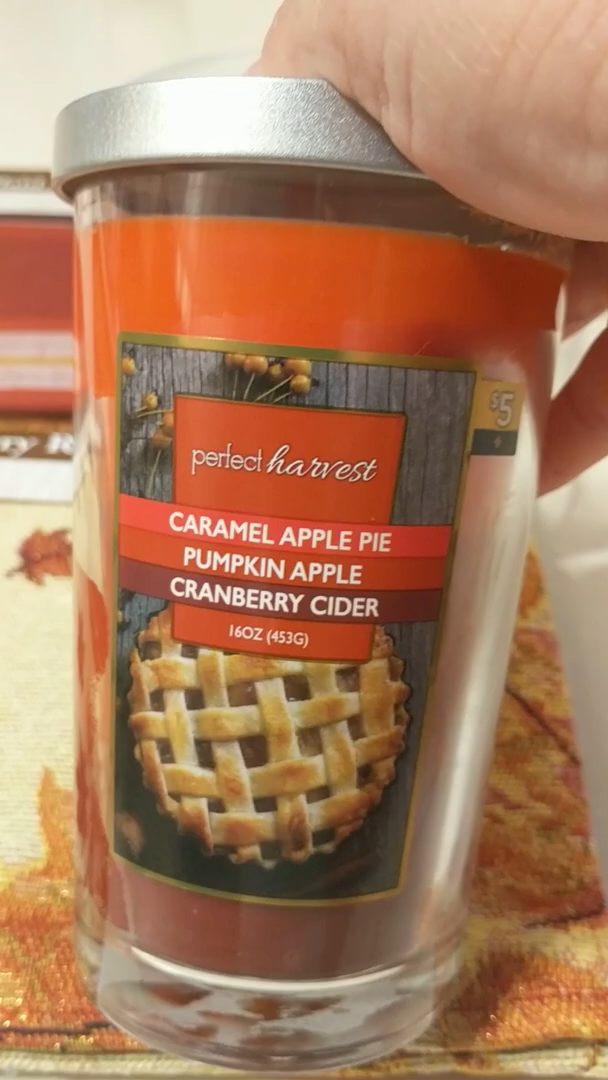 perfect harvest
$5
CARAMEL APPLE PIE
PUMPKIN APPLE
CRANBERRY CIDER
16OZ (453G)